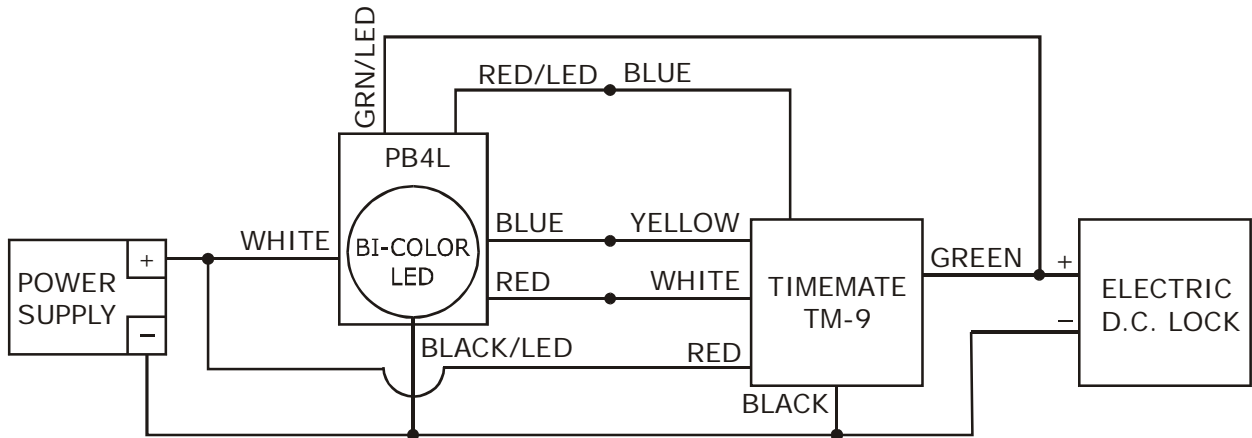 GRN/LED
RED/LED BLUE
PB4L
BI-COLOR
LED
WHITE
BLUE YELLOW
RED WHITE
BLACK/LED RED
+
POWER
SUPPLY
–
TIMEMATE
TM-9
GREEN
BLACK
+
–
ELECTRIC
D.C. LOCK